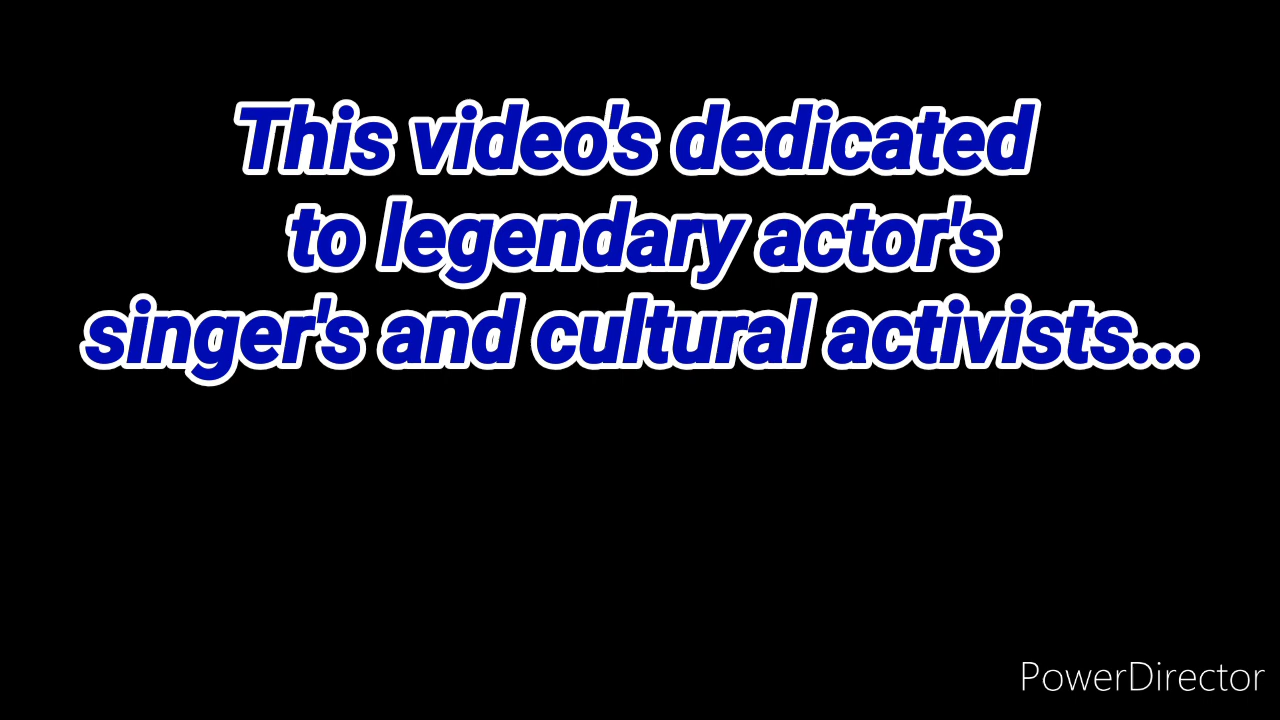 This video's dedicated
to legendary actor's
singer's and cultural activists...
PowerDirector